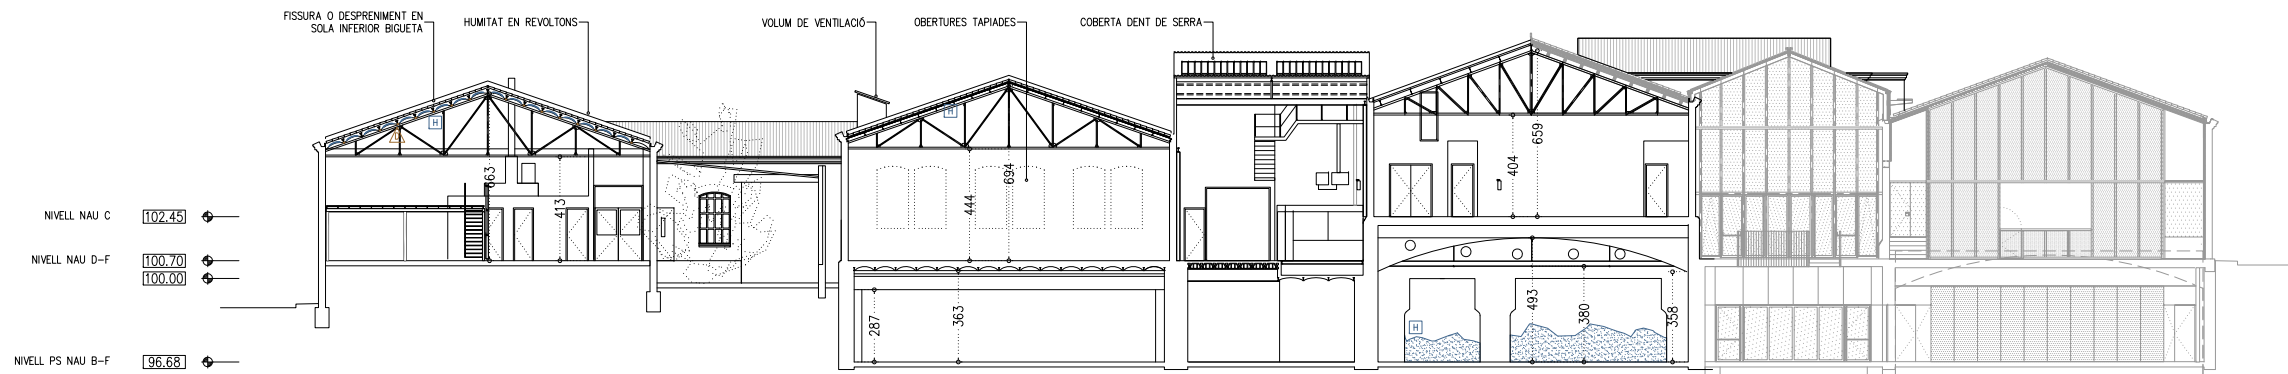 FISSURA O DESPRENIMENT EN
SOLA INFERIOR BIGUETA
HUMITAT EN REVOLTONS
VOLUM DE VENTILACIÓ
OBERTURES TAPIADES
COBERTA DENT DE SERRA
H
D
H
663
413
694
444
659
404
NIVELL NAU C 102.45
NIVELL NAU D-F 100.70
100.00
287
363
493
380
358
H
NIVELL PS NAU B-F 96.68